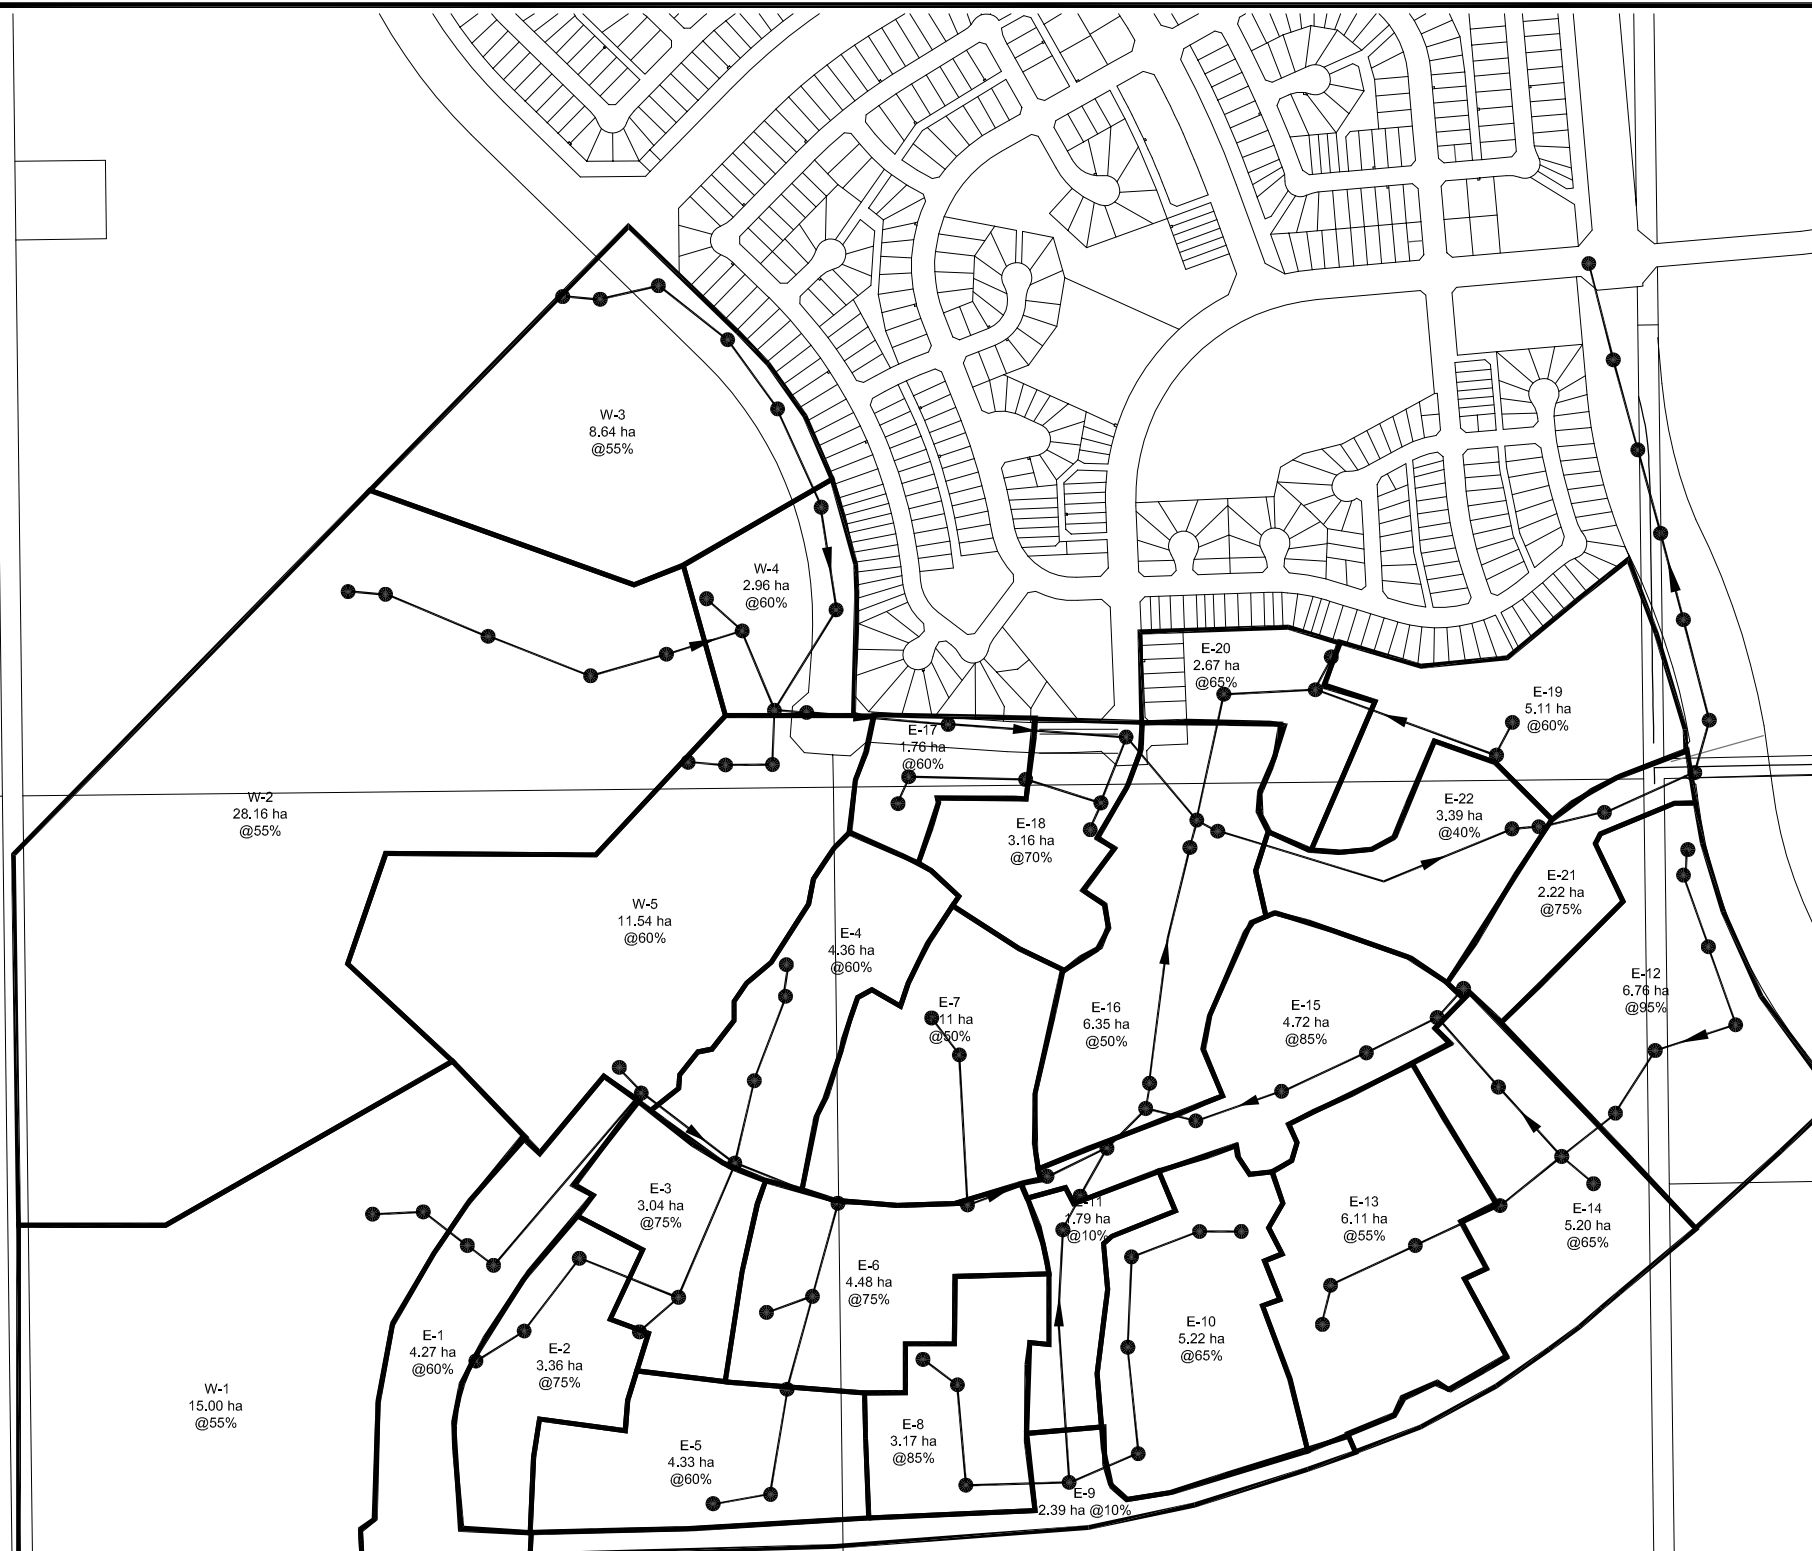 W-3
8.64 ha
@55%
W-4
2.96 ha
@60%
E-20
2.67 ha
@65%
E-19
5.11 ha
@60%
E-17
1.76 ha
@60%
W-2
28.16 ha
@55%
E-22
3.39 ha
@40%
E-18
3.16 ha
@70%
E-21
2.22 ha
@75%
W-5
11.54 ha
@60%
E-4
4.36 ha
@60%
E-12
6.76 ha
@95%
E-7
11 ha
@50%
E-16
6.35 ha
@50%
E-15
4.72 ha
@85%
E-3
3.04 ha
@75%
E-11
1.79 ha
@10%
E-13
6.11 ha
@55%
E-14
5.20 ha
@65%
E-6
4.48 ha
@75%
E-10
5.22 ha
@65%
E-1
4.27 ha
@60%
E-2
3.36 ha
@75%
W-1
15.00 ha
@55%
E-8
3.17 ha
@85%
E-5
4.33 ha
@60%
E-9
2.39 ha @10%